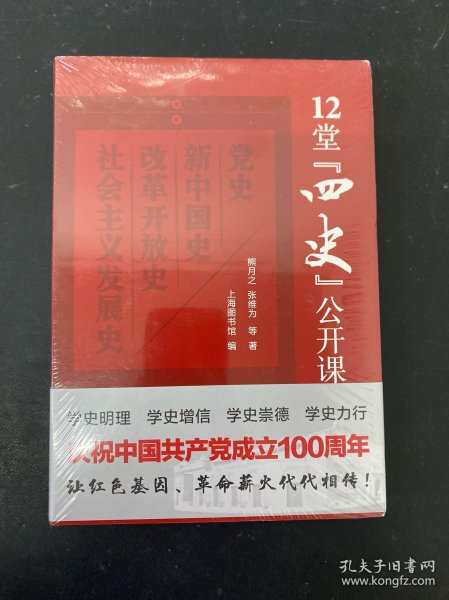 12堂『四史』公开课
熊月之 张维为 等 著
上海图书馆 编
党史
新中国史
改革开放史
社会主义发展史
学史明理 学史增信 学史崇德 学史力行
庆祝中国共产党成立100周年
让红色基因、革命薪火代代相传！
孔夫子旧书网
www.kongfz.com